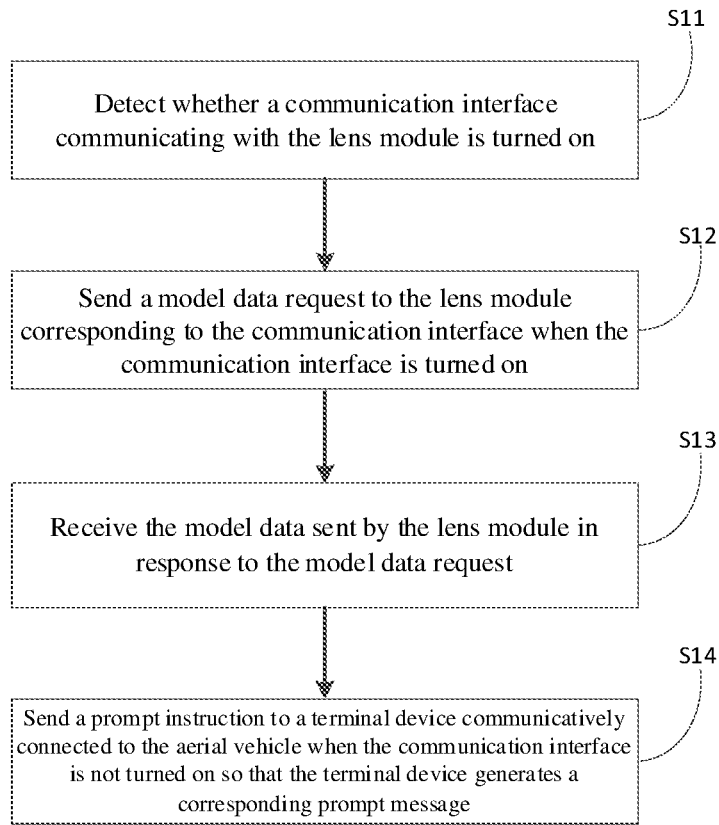 S11
Detect whether a communication interface
communicating with the lens module is turned on
S12
Send a model data request to the lens module
corresponding to the communication interface when the
communication interface is turned on
S13
Receive the model data sent by the lens module in
response to the model data request
S14
Send a prompt instruction to a terminal device communicatively
connected to the aerial vehicle when the communication interface
is not turned on so that the terminal device generates a
corresponding prompt message